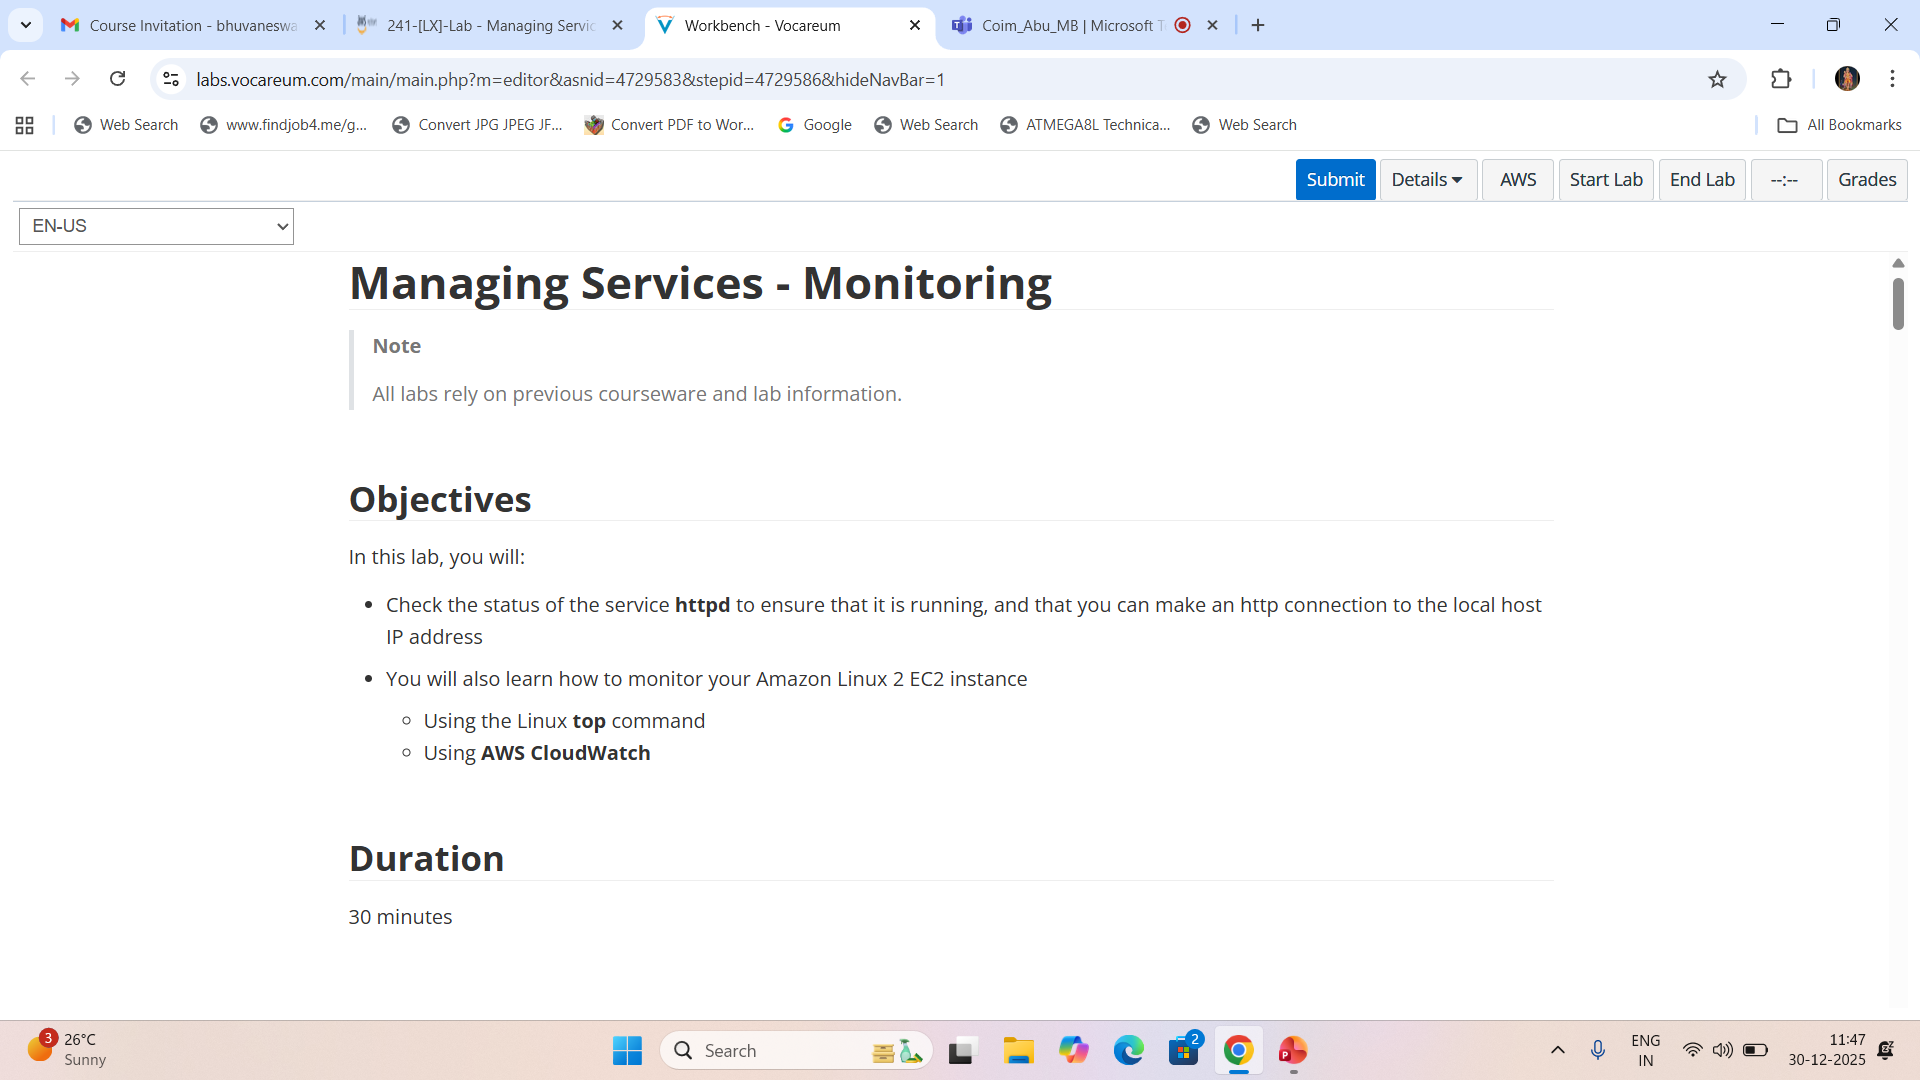 Course Invitation - bhuvaneswa
241-[LX]-Lab - Managing Servic
Workbench - Vocareum
Coim_Abu_MB | Microsoft T
labs.vocareum.com/main/main.php?m=editor&asnid=4729583&stepid=4729586&hideNavBar=1
Web Search
www.findjob4.me/g...
Convert JPG JPEG JF...
Convert PDF to Wor...
Google
Web Search
ATMEGA8L Technica...
Web Search
All Bookmarks
Submit
Details
AWS
Start Lab
End Lab
--:--
Grades
EN-US
Managing Services - Monitoring
Note
All labs rely on previous courseware and lab information.
Objectives
In this lab, you will:
Check the status of the service httpd to ensure that it is running, and that you can make an http connection to the local host
IP address
You will also learn how to monitor your Amazon Linux 2 EC2 instance
Using the Linux top command
Using AWS CloudWatch
Duration
30 minutes
3
26°C
Sunny
Search
2
ENG
IN
11:47
30-12-2025